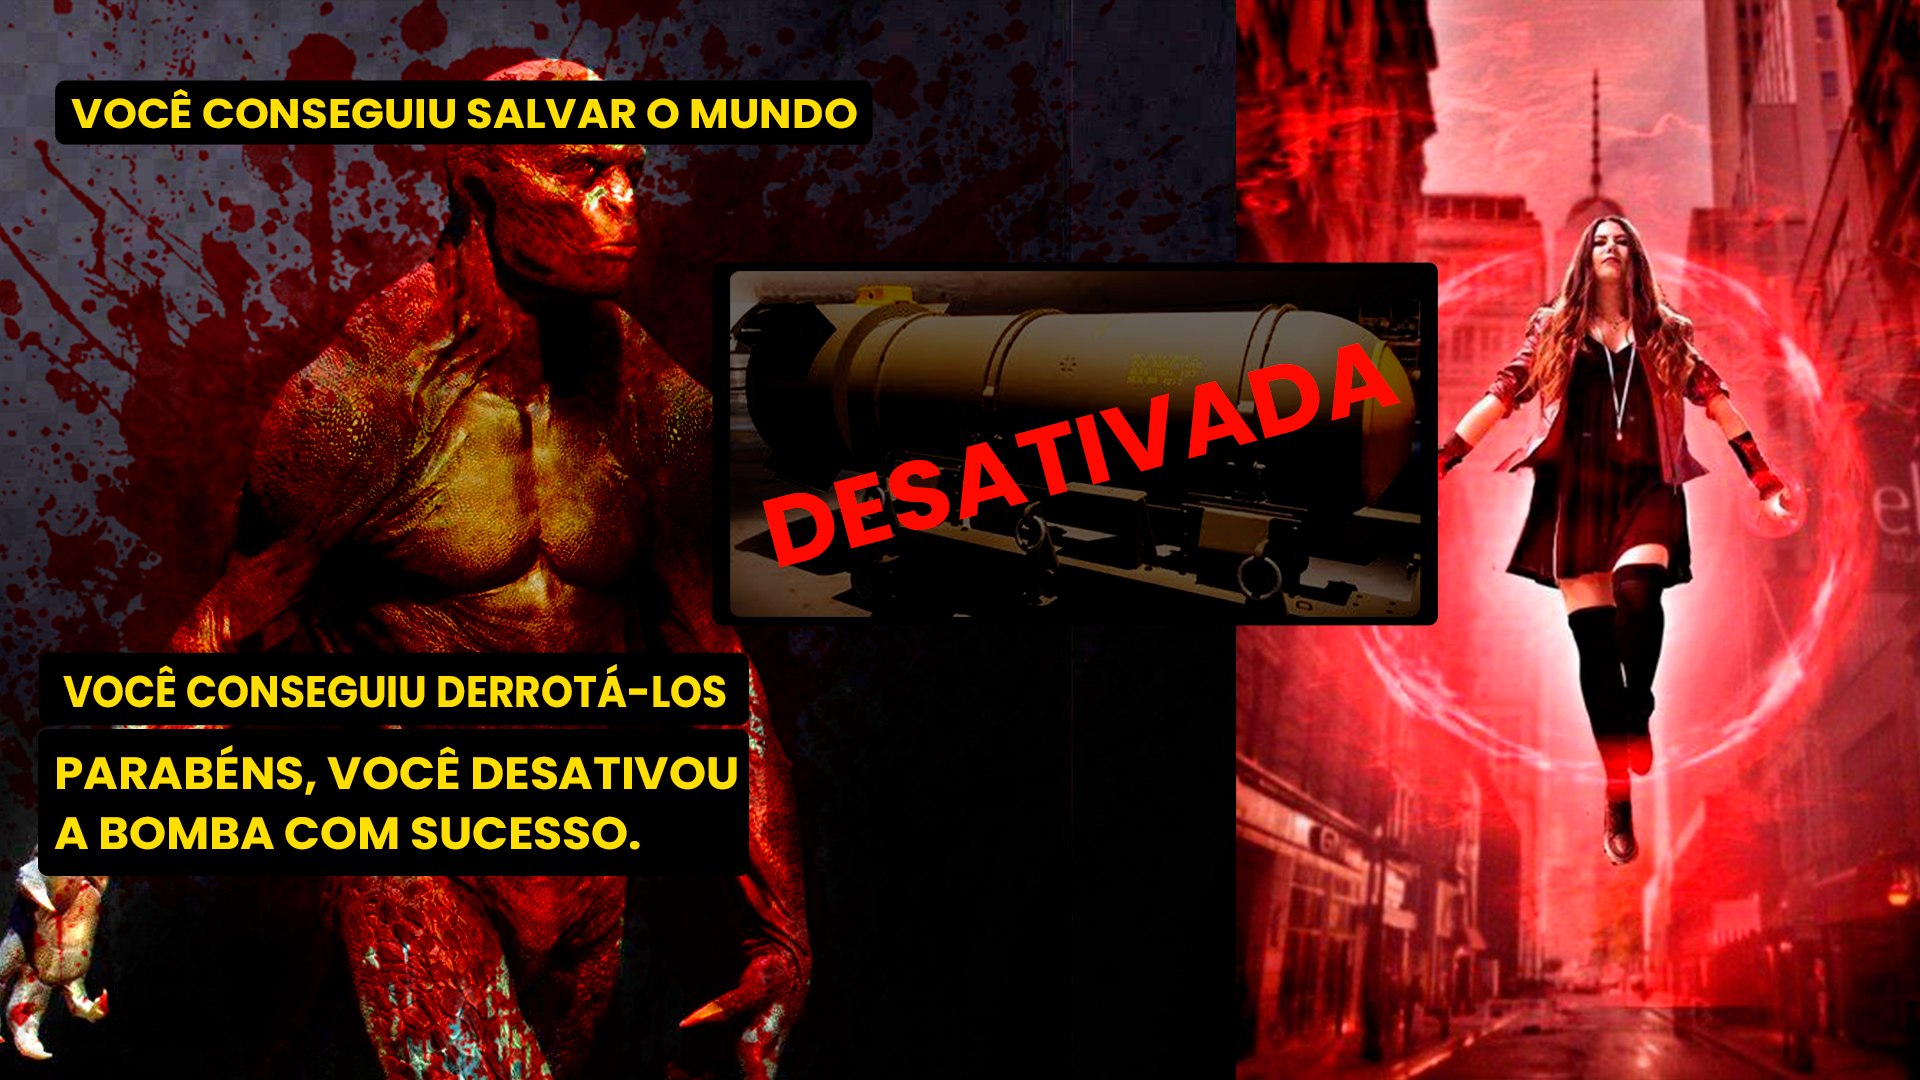 VOCÊ CONSEGUIU SALVAR O MUNDO
DESATIVADA
VOCÊ CONSEGUIU DERROTÁ-LOS
PARABÉNS, VOCÊ DESATIVOU
A BOMBA COM SUCESSO.